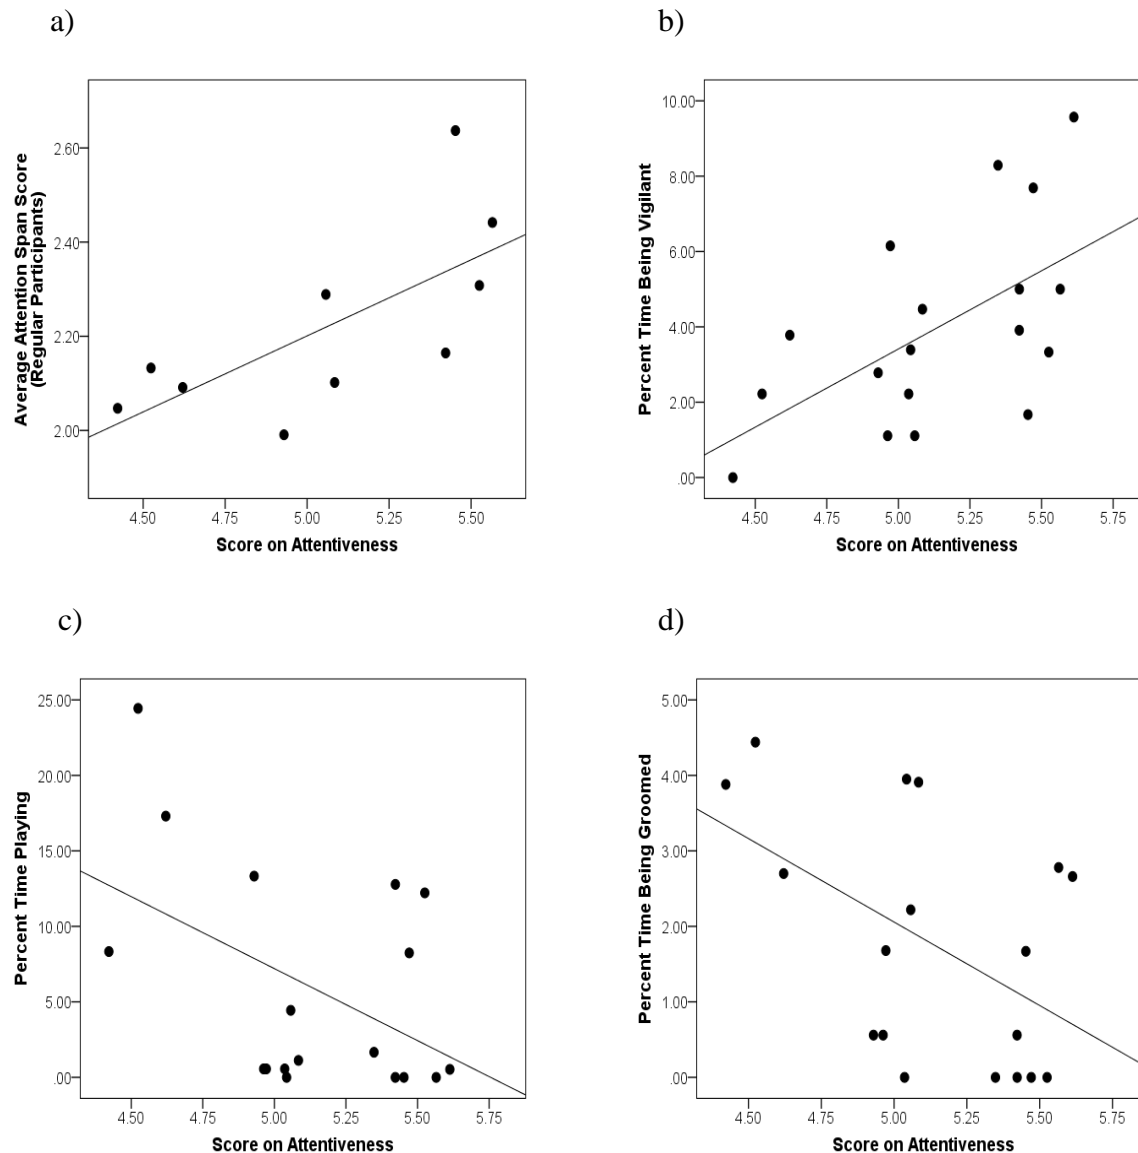 a)
Average Attention Span Score
(Regular Participants)
2.60
2.40
2.20
2.00
4.50 4.75 5.00 5.25 5.50
Score on Attentiveness
b)
Percent Time Being Vigilant
10.00
8.00
6.00
4.00
2.00
.00
4.50 4.75 5.00 5.25 5.50 5.75
Score on Attentiveness
c)
Percent Time Playing
25.00
20.00
15.00
10.00
5.00
.00
4.50 4.75 5.00 5.25 5.50 5.75
Score on Attentiveness
d)
Percent Time Being Groomed
5.00
4.00
3.00
2.00
1.00
.00
4.50 4.75 5.00 5.25 5.50 5.75
Score on Attentiveness